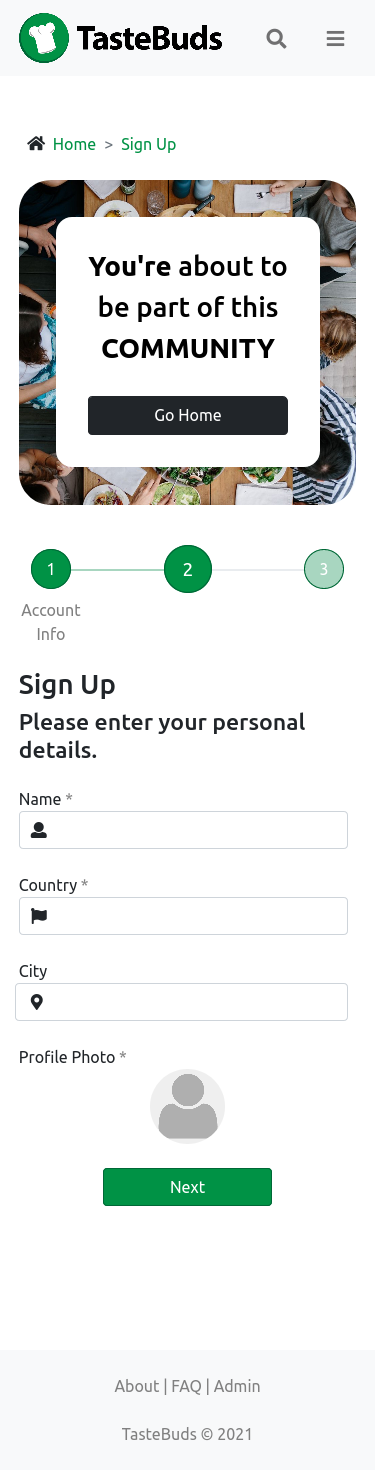 TasteBuds
Home > Sign Up
You're about to
be part of this
COMMUNITY
Go Home
1 2 3
Account
Info
Sign Up
Please enter your personal
details.
Name *
Country *
City
Profile Photo *
Next
About | FAQ | Admin
TasteBuds © 2021